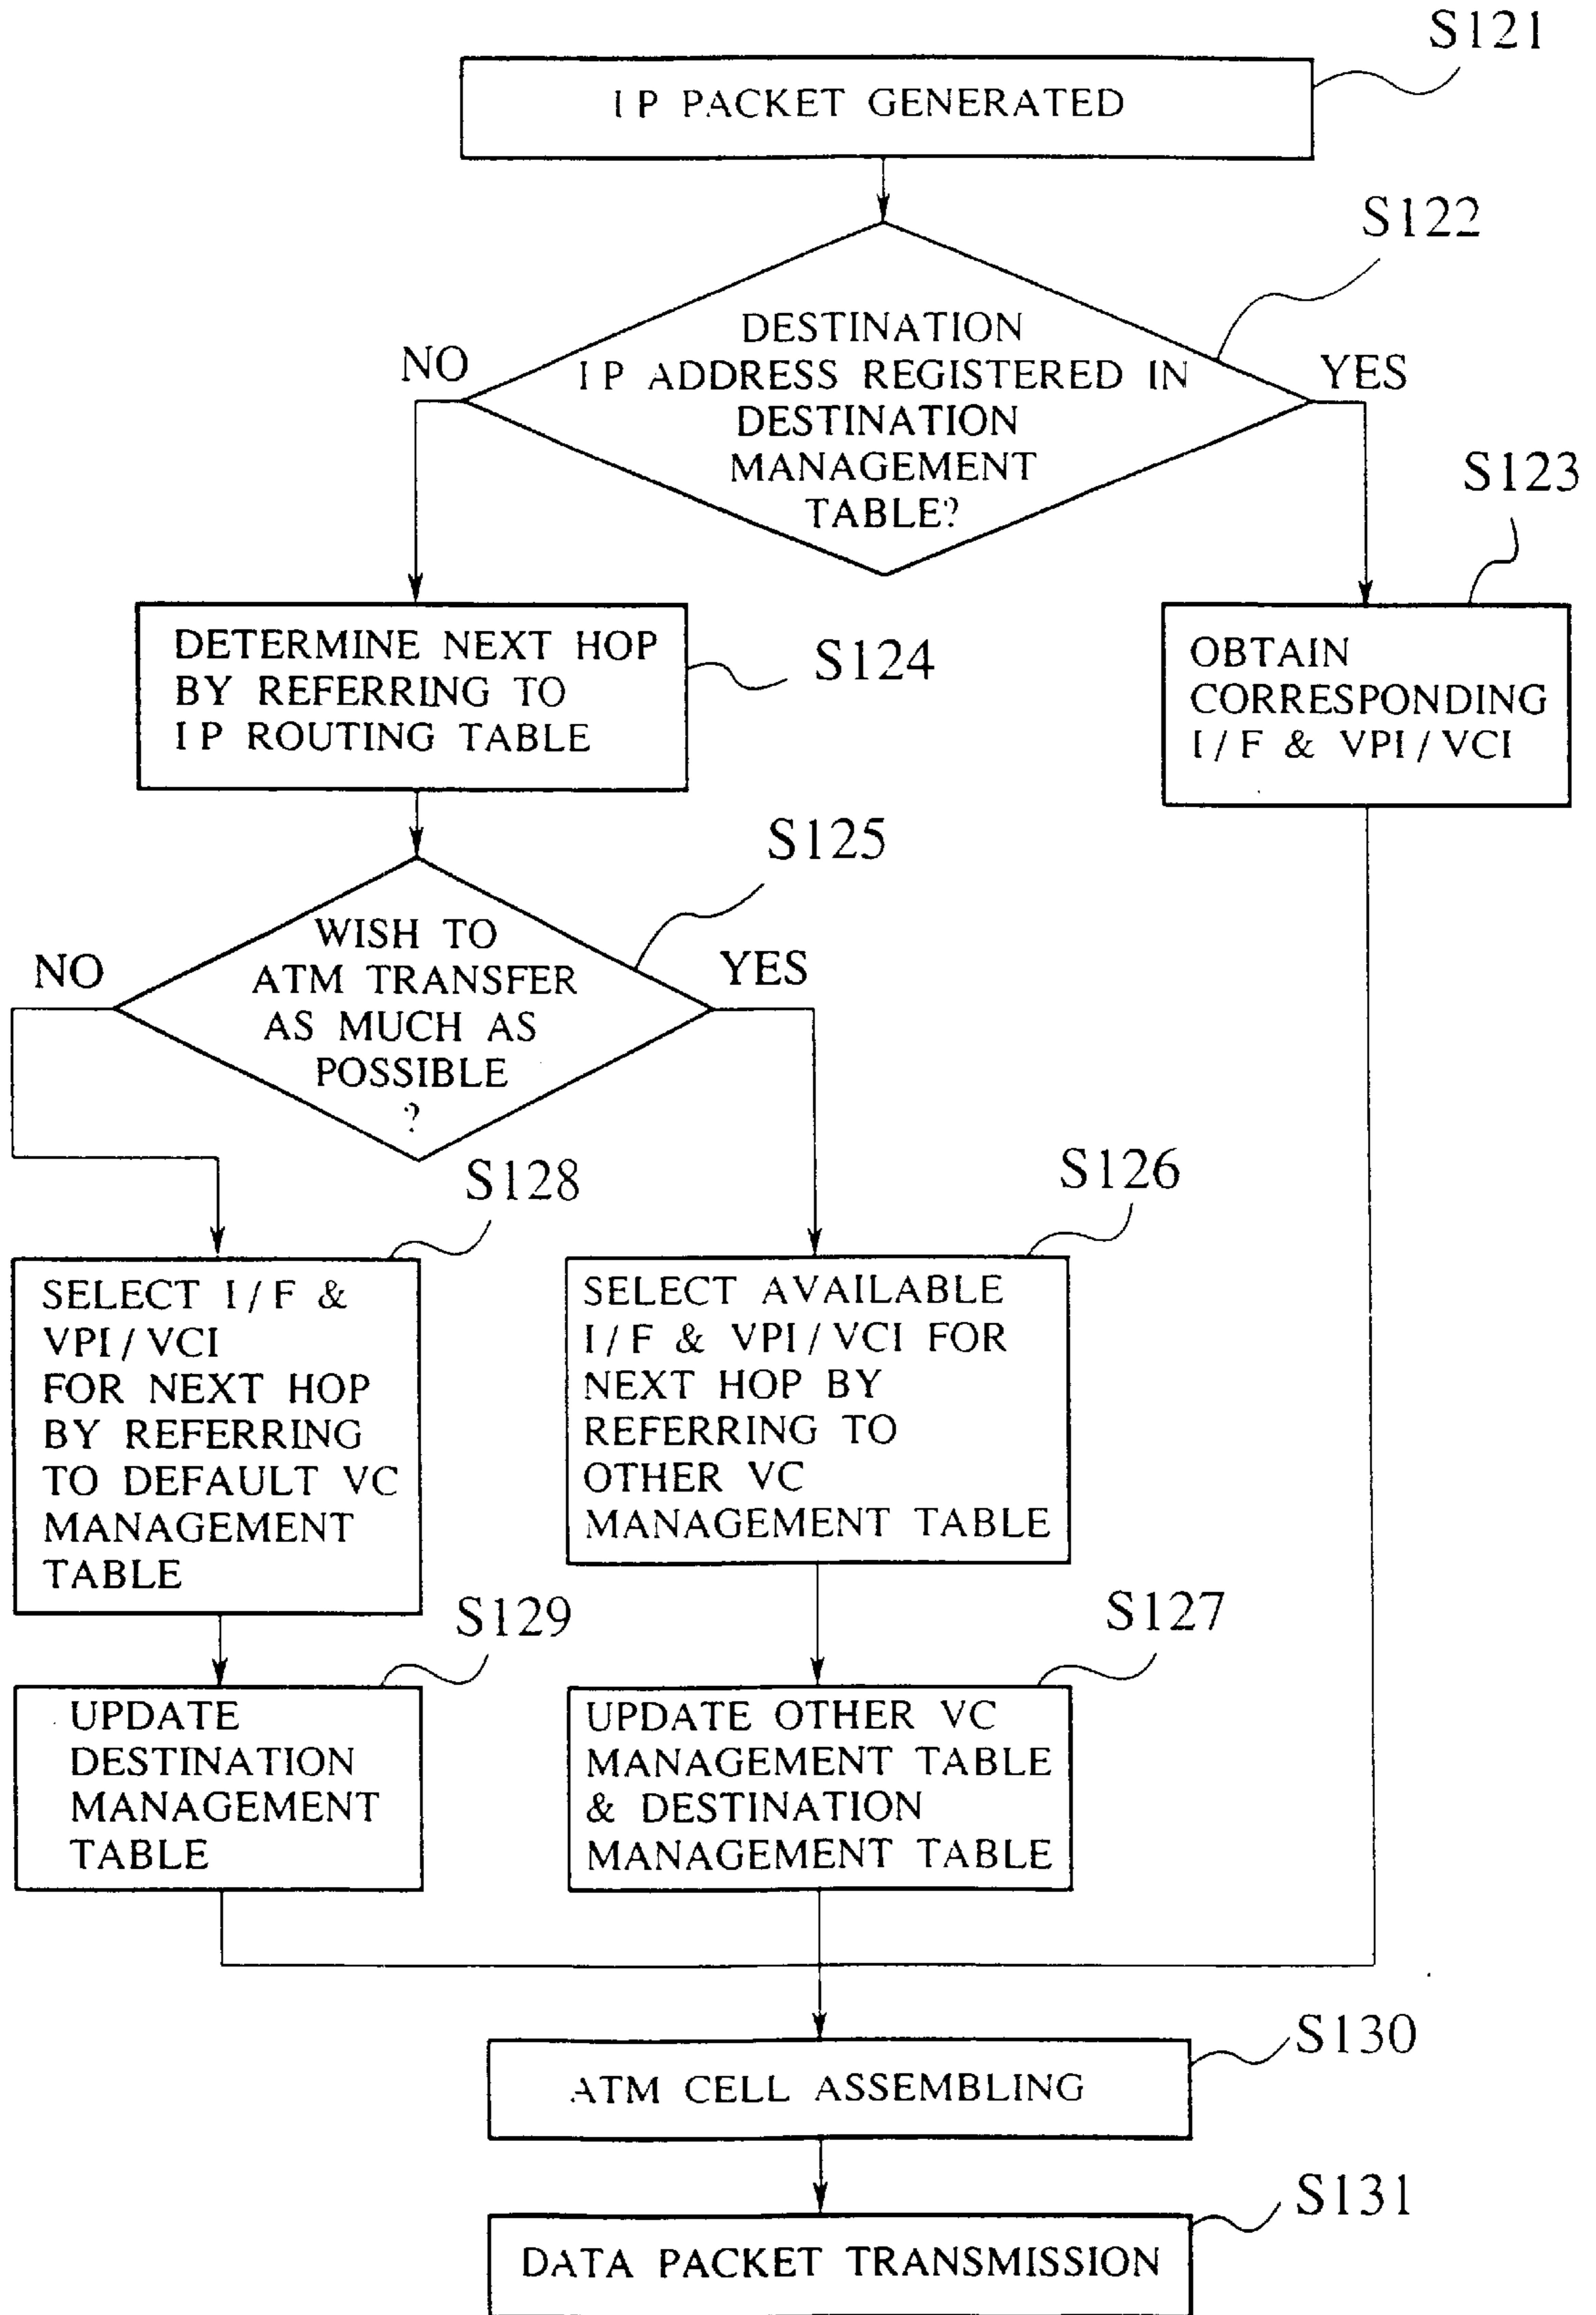 S121
IP PACKET GENERATED
S122
DESTINATION
IP ADDRESS REGISTERED IN
DESTINATION
MANAGEMENT
TABLE?
NO
YES
S123
OBTAIN
CORRESPONDING
I/F & VPI/VCI
DETERMINE NEXT HOP
BY REFERRING TO
IP ROUTING TABLE
S124
S125
WISH TO
ATM TRANSFER
AS MUCH AS
POSSIBLE
?
NO
YES
S128
SELECT I/F &
VPI/VCI
FOR NEXT HOP
BY REFERRING
TO DEFAULT VC
MANAGEMENT
TABLE
S126
SELECT AVAILABLE
I/F & VPI/VCI FOR
NEXT HOP BY
REFERRING TO
OTHER VC
MANAGEMENT TABLE
S129
UPDATE
DESTINATION
MANAGEMENT
TABLE
S127
UPDATE OTHER VC
MANAGEMENT TABLE
& DESTINATION
MANAGEMENT TABLE
S130
ATM CELL ASSEMBLING
S131
DATA PACKET TRANSMISSION